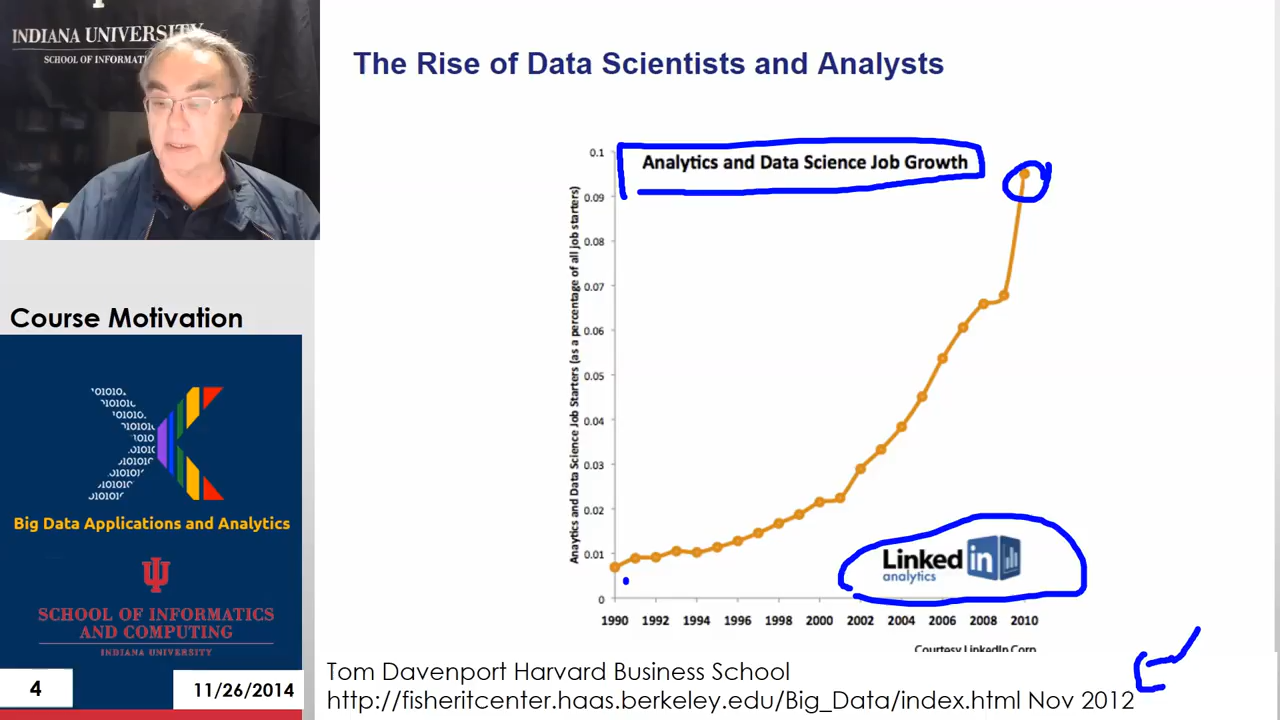 INDIANA UNIVERSITY
SCHOOL OF INFORMATI
The Rise of Data Scientists and Analysts
Analytics and Data Science Job Growth
Anaytics and Data Science Job Starters (as a percentage of all job starters)
0.1
0.09
0.08
0.07
0.06
0.05
0.04
0.03
0.02
0.01
0
1990 1992 1994 1996 1998 2000 2002 2004 2006 2008 2010
Linked in
analytics
Courtesy LinkedIn Corp
Course Motivation
Big Data Applications and Analytics
SCHOOL OF INFORMATICS
AND COMPUTING
INDIANA UNIVERSITY
4
11/26/2014
Tom Davenport Harvard Business School
http://fisheritcenter.haas.berkeley.edu/Big_Data/index.html Nov 2012